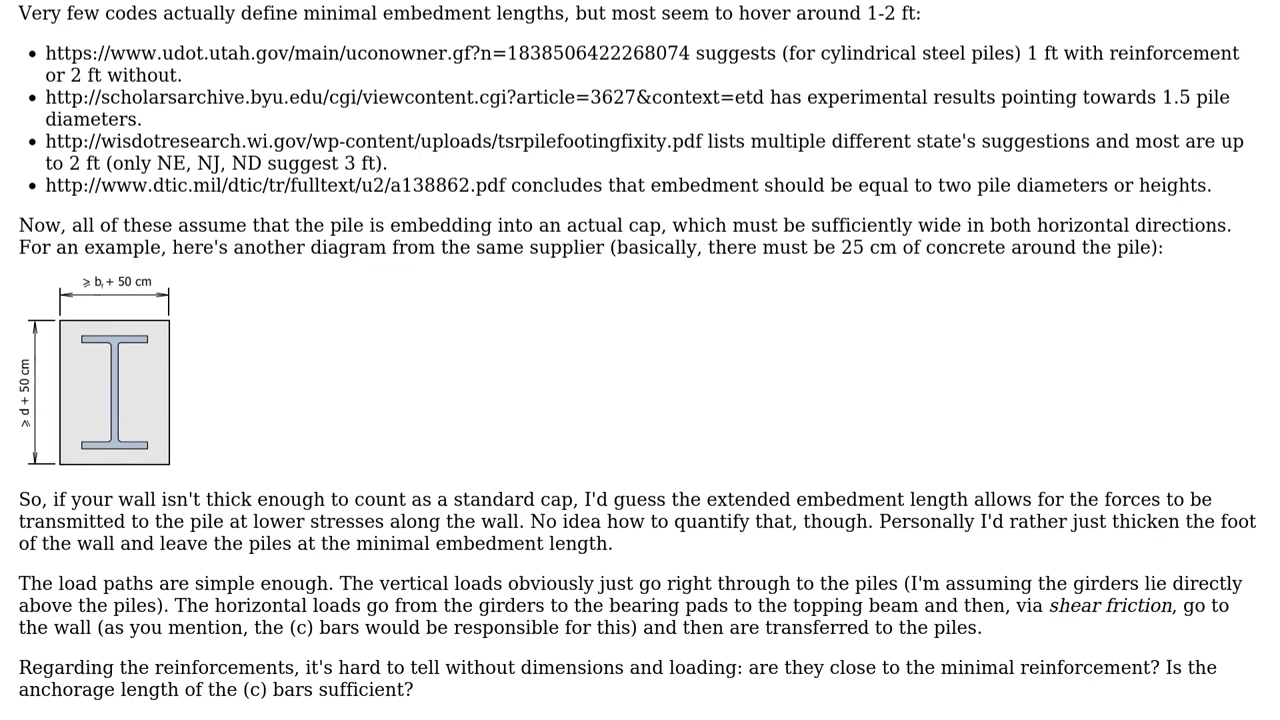 Very few codes actually define minimal embedment lengths, but most seem to hover around 1-2 ft:
• https://www.udot.utah.gov/main/uconowner.gf?n=1838506422268074 suggests (for cylindrical steel piles) 1 ft with reinforcement
or 2 ft without.
• http://scholarsarchive.byu.edu/cgi/viewcontent.cgi?article=3627&context=etd has experimental results pointing towards 1.5 pile
diameters.
• http://wisdotresearch.wi.gov/wp-content/uploads/tsrpilefootingfixity.pdf lists multiple different state's suggestions and most are up
to 2 ft (only NE, NJ, ND suggest 3 ft).
• http://www.dtic.mil/dtic/tr/fulltext/u2/a138862.pdf concludes that embedment should be equal to two pile diameters or heights.
Now, all of these assume that the pile is embedding into an actual cap, which must be sufficiently wide in both horizontal directions.
For an example, here's another diagram from the same supplier (basically, there must be 25 cm of concrete around the pile):
⩾ b, + 50 cm
⩾ d + 50 cm
So, if your wall isn't thick enough to count as a standard cap, I'd guess the extended embedment length allows for the forces to be
transmitted to the pile at lower stresses along the wall. No idea how to quantify that, though. Personally I'd rather just thicken the foot
of the wall and leave the piles at the minimal embedment length.
The load paths are simple enough. The vertical loads obviously just go right through to the piles (I'm assuming the girders lie directly
above the piles). The horizontal loads go from the girders to the bearing pads to the topping beam and then, via shear friction, go to
the wall (as you mention, the (c) bars would be responsible for this) and then are transferred to the piles.
Regarding the reinforcements, it's hard to tell without dimensions and loading: are they close to the minimal reinforcement? Is the
anchorage length of the (c) bars sufficient?